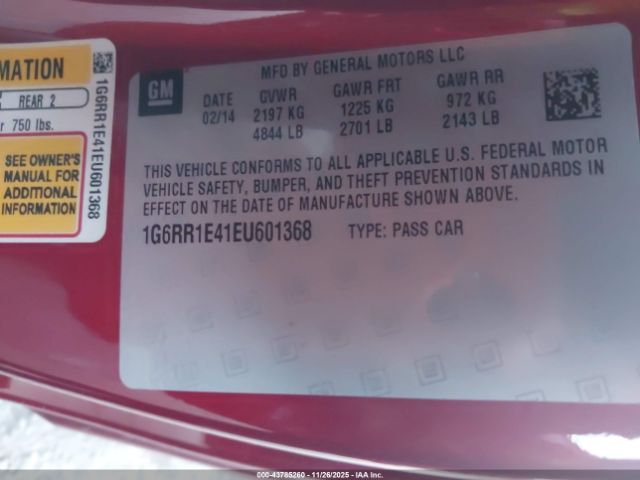 MATION
REAR 2
750 lbs.
SEE OWNER'S
MANUAL FOR
ADDITIONAL
INFORMATION
1G6RR1E41EU601368
GM
MFD BY GENERAL MOTORS LLC
DATE GVWR GAWR FRT GAWR RR
02/14 2197 KG 1225 KG 972 KG
4844 LB 2701 LB 2143 LB
THIS VEHICLE CONFORMS TO ALL APPLICABLE U.S. FEDERAL MOTOR
VEHICLE SAFETY, BUMPER, AND THEFT PREVENTION STANDARDS IN
EFFECT ON THE DATE OF MANUFACTURE SHOWN ABOVE.
1G6RR1E41EU601368 TYPE: PASS CAR
000-43785260 - 11/26/2025 - IAA Inc.